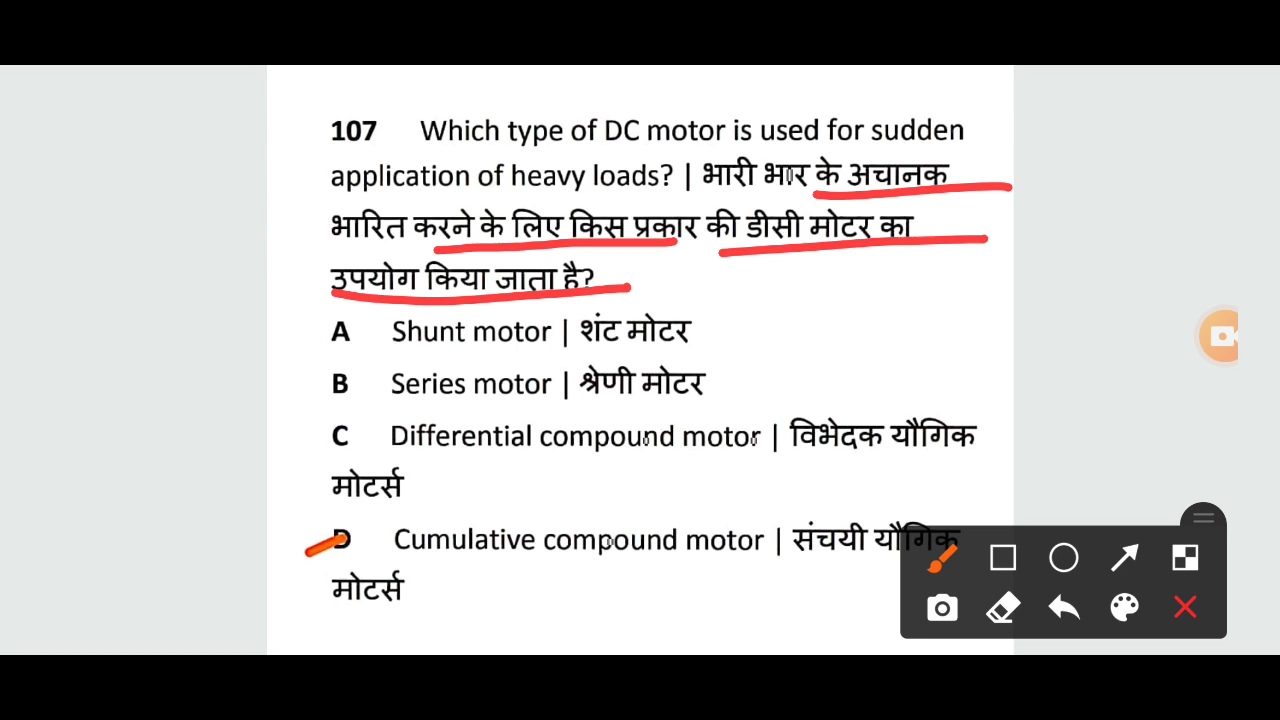 107 Which type of DC motor is used for sudden
application of heavy loads? | भारी भार के अचानक
भारित करने के लिए किस प्रकार की डीसी मोटर का
उपयोग किया जाता है?
A Shunt motor | शंट मोटर
B Series motor | श्रेणी मोटर
C Differential compound motor | विभेदक यौगिक
मोटर्स
D Cumulative compound motor | संचयी यौगिक
मोटर्स